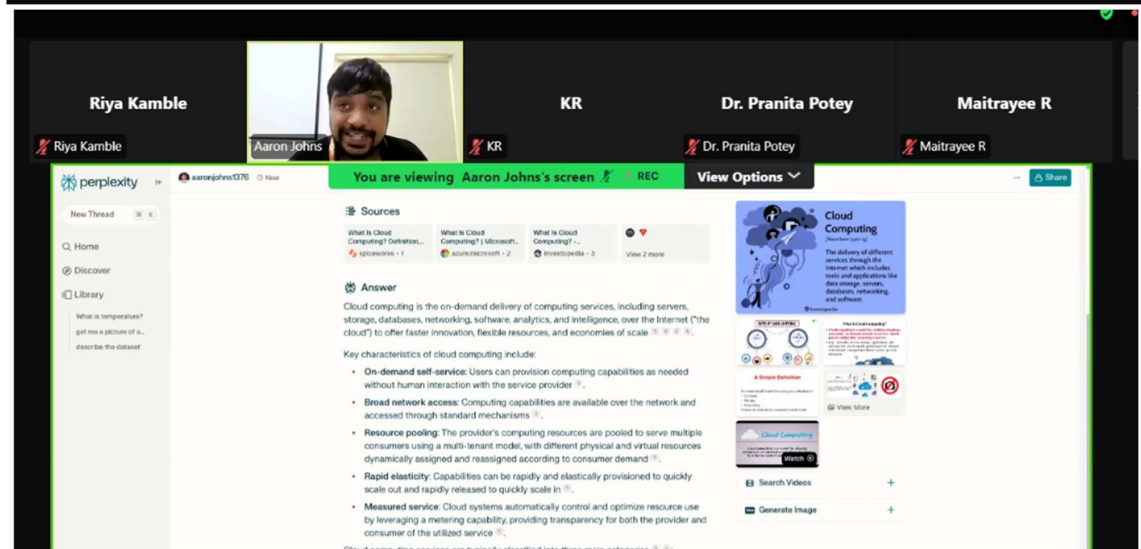 Riya Kamble
KR
Dr. Pranita Potey
Maitrayee R
Riya Kamble
Aaron Johns
KR
Dr. Pranita Potey
Maitrayee R
perplexity
aaronjohns1376 Now
You are viewing Aaron Johns's screen
REC
View Options
Share
New Thread
K
Home
Discover
Library
What is temperature?
get me a picture of a...
describe the dataset
Sources
What Is Cloud
Computing? Definition,...
spiceworks · 1
What Is Cloud
Computing? | Microsoft...
azure.microsoft · 2
What Is Cloud
Computing? -...
investopedia · 3
View 2 more
Answer
Cloud computing is the on-demand delivery of computing services, including servers,
storage, databases, networking, software, analytics, and intelligence, over the Internet ("the
cloud") to offer faster innovation, flexible resources, and economies of scale
Key characteristics of cloud computing include:
• On-demand self-service: Users can provision computing capabilities as needed
without human interaction with the service provider
• Broad network access: Computing capabilities are available over the network and
accessed through standard mechanisms
• Resource pooling: The provider's computing resources are pooled to serve multiple
consumers using a multi-tenant model, with different physical and virtual resources
dynamically assigned and reassigned according to consumer demand
• Rapid elasticity: Capabilities can be rapidly and elastically provisioned to quickly
scale out and rapidly released to quickly scale in
• Measured service: Cloud systems automatically control and optimize resource use
by leveraging a metering capability, providing transparency for both the provider and
consumer of the utilized service
Cloud computing services are typically classified into three main categories
Cloud
Computing
The delivery of different
services through the
Internet which includes
tools and applications like
data storage, servers,
databases, networking,
and software.
Investopedia
A Simple Definition
View More
Cloud Computing
Watch
Search Videos
Generate Image